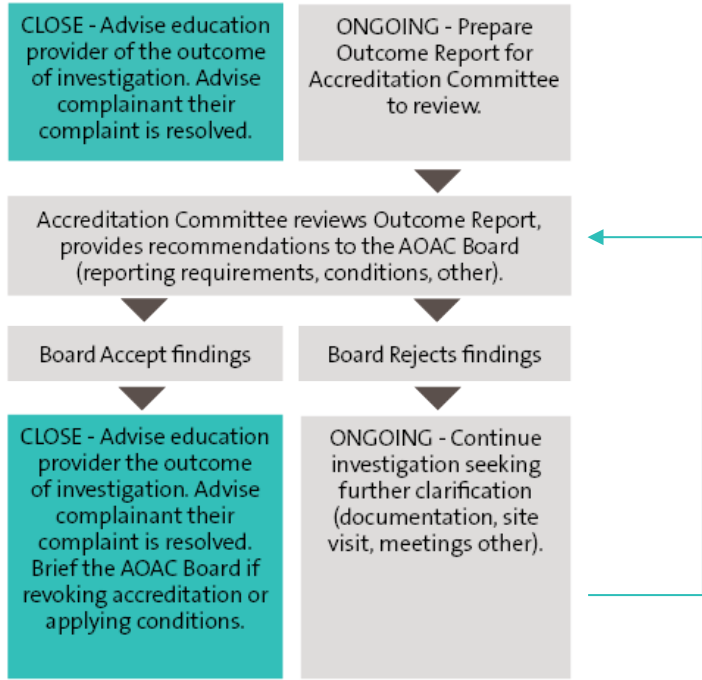 CLOSE - Advise education
provider of the outcome
of investigation. Advise
complainant their
complaint is resolved.
ONGOING - Prepare
Outcome Report for
Accreditation Committee
to review.
Accreditation Committee reviews Outcome Report,
provides recommendations to the AOAC Board
(reporting requirements, conditions, other).
Board Accept findings
Board Rejects findings
CLOSE - Advise education
provider the outcome
of investigation. Advise
complainant their
complaint is resolved.
Brief the AOAC Board if
revoking accreditation or
applying conditions.
ONGOING - Continue
investigation seeking
further clarification
(documentation, site
visit, meetings other).